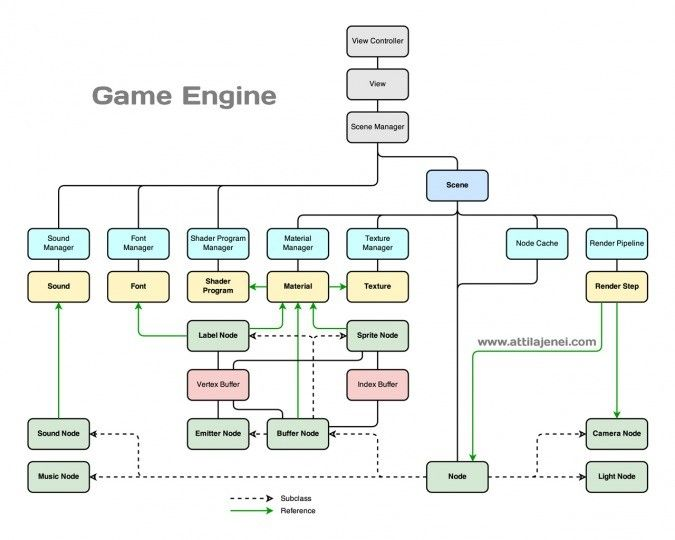 View Controller
Game Engine
View
Scene Manager
Scene
Sound
Manager
Font
Manager
Shader Program
Manager
Material
Manager
Texture
Manager
Node Cache
Render Pipeline
Sound
Font
Shader
Program
Material
Texture
Render Step
Label Node
Sprite Node
www.attilajenei.com
Vertex Buffer
Index Buffer
Sound Node
Emitter Node
Buffer Node
Camera Node
Music Node
Node
Light Node
Subclass
Reference